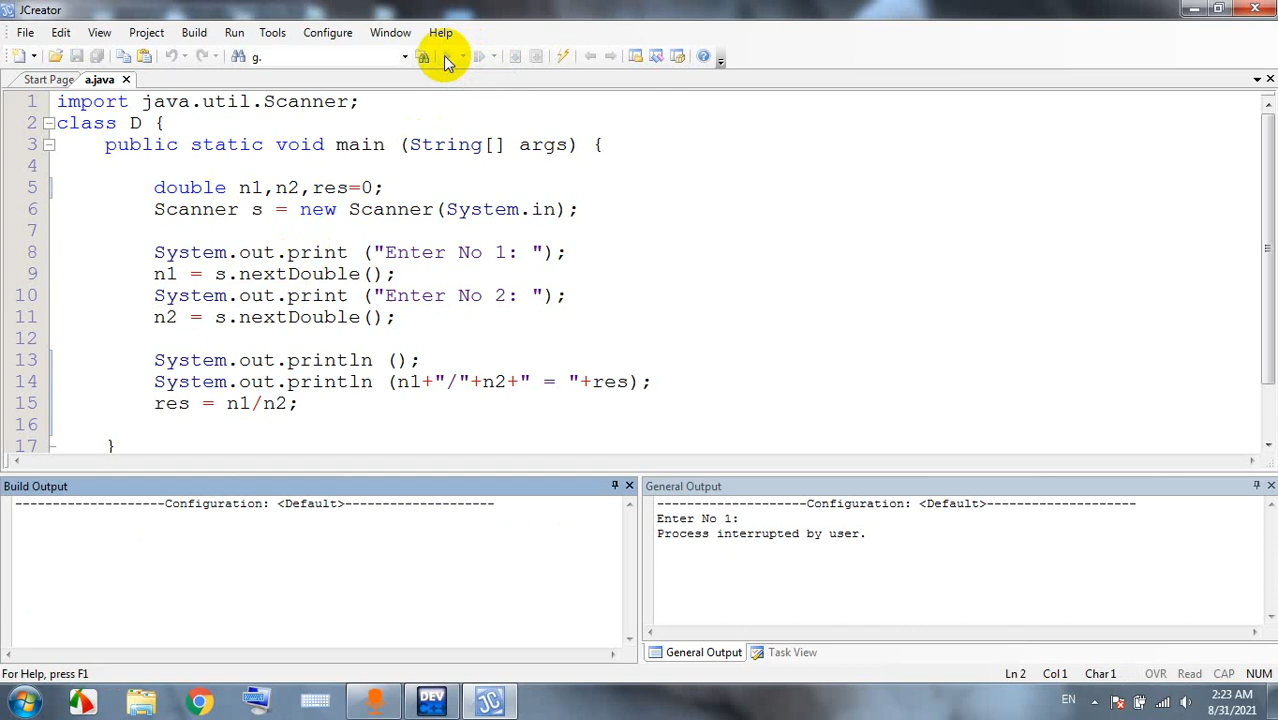 JCreator
File Edit View Project Build Run Tools Configure Window Help
g.
Start Page a.java
1 import java.util.Scanner;
2 class D {
3 public static void main (String[] args) {
4
5 double n1,n2,res=0;
6 Scanner s = new Scanner(System.in);
7
8 System.out.print ("Enter No 1: ");
9 n1 = s.nextDouble();
10 System.out.print ("Enter No 2: ");
11 n2 = s.nextDouble();
12
13 System.out.println ();
14 System.out.println (n1+"/"+n2+" = "+res);
15 res = n1/n2;
16
17 }
Build Output
--------------------Configuration: <Default>--------------------
General Output
--------------------Configuration: <Default>--------------------
Enter No 1:
Process interrupted by user.
General Output Task View
For Help, press F1
Ln 2 Col 1 Char 1 OVR Read CAP NUM
DEV C++
JC
EN
2:23 AM
8/31/2021